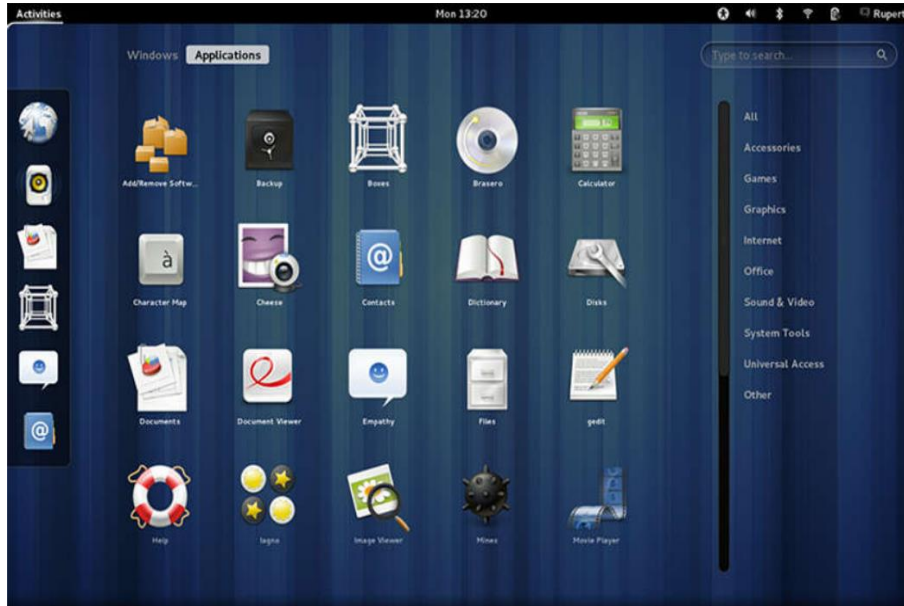 Activities Mon 13:20 Rupert
Windows Applications Type to search...
Add/Remove Softw... Backup Boxes Brasero Calculator
Character Map Cheese Contacts Dictionary Disks
Documents Document Viewer Empathy Files gedit
Help Iagno Image Viewer Mines Movie Player
All
Accessories
Games
Graphics
Internet
Office
Sound & Video
System Tools
Universal Access
Other